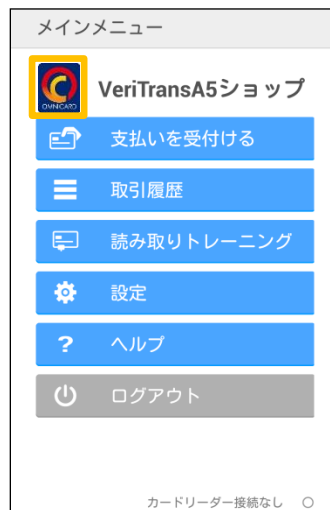 メインメニュー
OMNICARD
VeriTransA5ショップ
支払いを受付ける
取引履歴
読み取りトレーニング
設定
? ヘルプ
ログアウト
カードリーダー接続なし